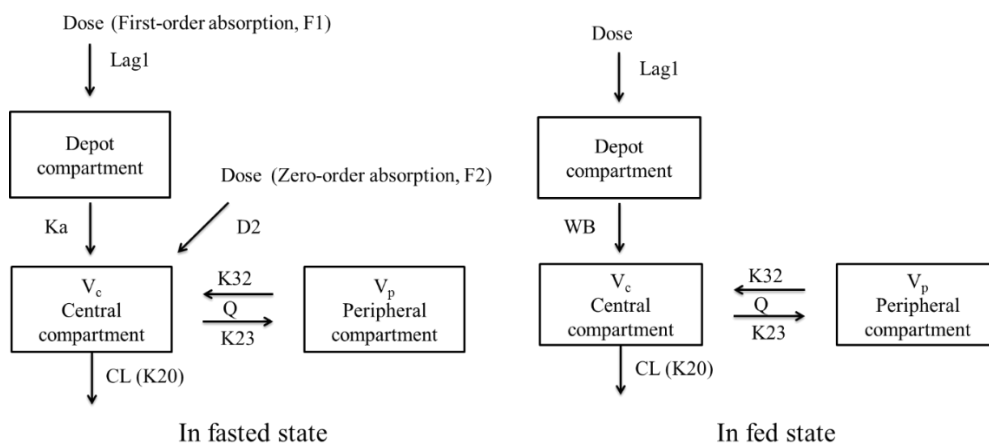 Dose (First-order absorption, F1)
Lag1
Depot
compartment
Dose (Zero-order absorption, F2)
Ka
D2
Vc
Central
compartment
K32
Q
K23
Vp
Peripheral
compartment
CL (K20)
In fasted state
Dose
Lag1
Depot
compartment
WB
Vc
Central
compartment
K32
Q
K23
Vp
Peripheral
compartment
CL (K20)
In fed state